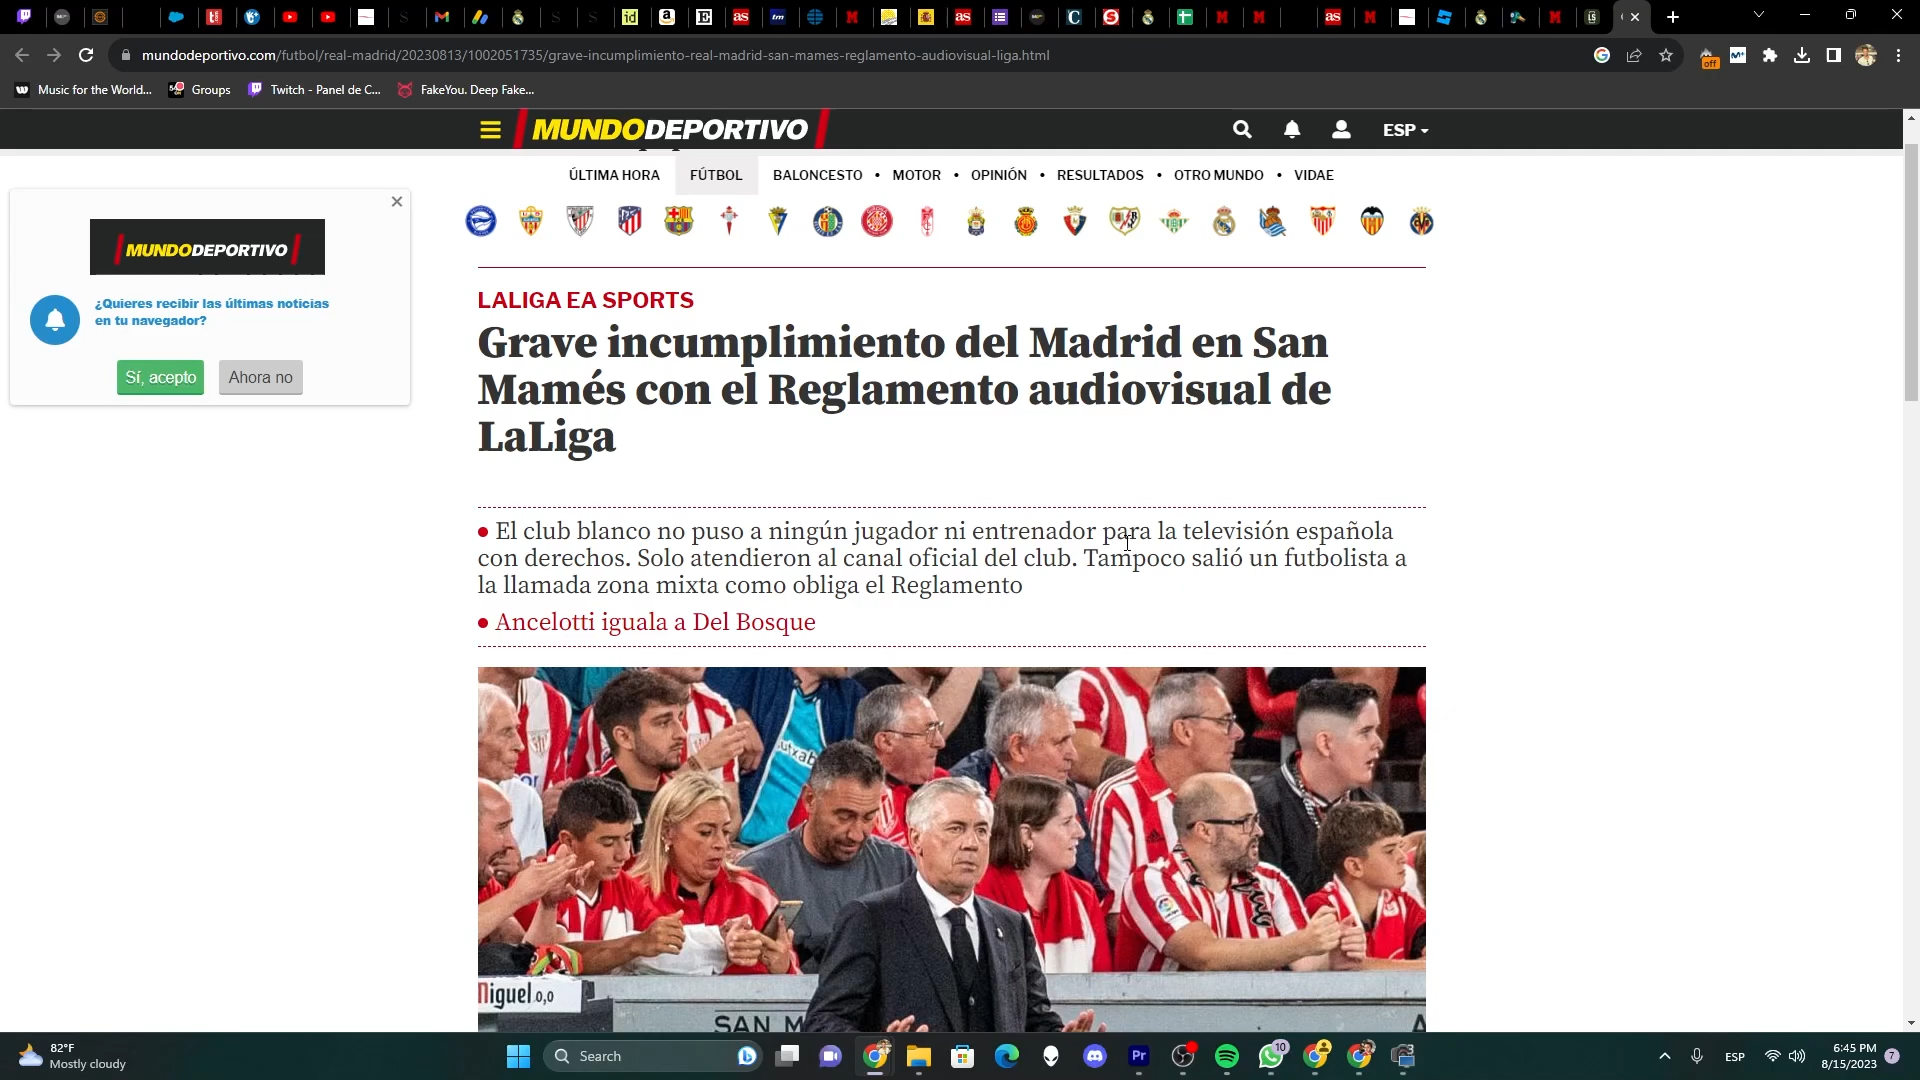 mundodeportivo.com/futbol/real-madrid/20230813/1002051735/grave-incumplimiento-real-madrid-san-mames-reglamento-audiovisual-liga.html
off
Music for the World...
Groups
Twitch - Panel de C...
FakeYou. Deep Fake...
MUNDODEPORTIVO
ESP
ÚLTIMA HORA
FÚTBOL
BALONCESTO • MOTOR • OPINIÓN • RESULTADOS • OTRO MUNDO • VIDAE
MUNDODEPORTIVO
¿Quieres recibir las últimas noticias
en tu navegador?
Sí, acepto
Ahora no
LALIGA EA SPORTS
Grave incumplimiento del Madrid en San
Mamés con el Reglamento audiovisual de
LaLiga
• El club blanco no puso a ningún jugador ni entrenador para la televisión española
con derechos. Solo atendieron al canal oficial del club. Tampoco salió un futbolista a
la llamada zona mixta como obliga el Reglamento
• Ancelotti iguala a Del Bosque
Miguel 0,0
SAN M
82°F
Mostly cloudy
Search
Pr
10
ESP
6:45 PM
8/15/2023
7